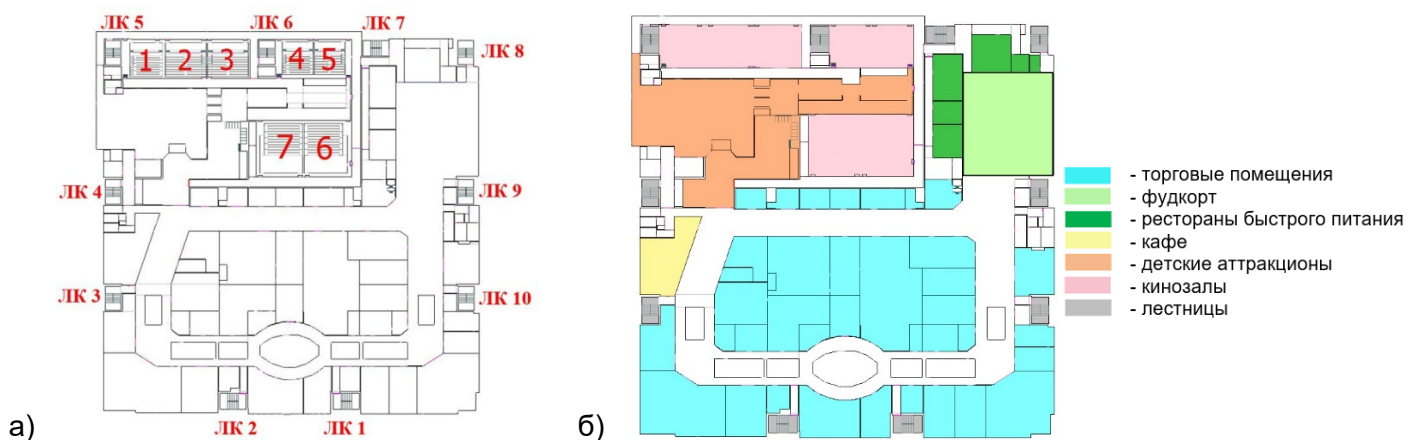 ЛК 5
ЛК 6
ЛК 7
ЛК 8
1
2
3
4
5
7
6
ЛК 4
ЛК 9
ЛК 3
ЛК 10
ЛК 2
ЛК 1
а)
б)
- торговые помещения
- фудкорт
- рестораны быстрого питания
- кафе
- детские аттракционы
- кинозалы
- лестницы